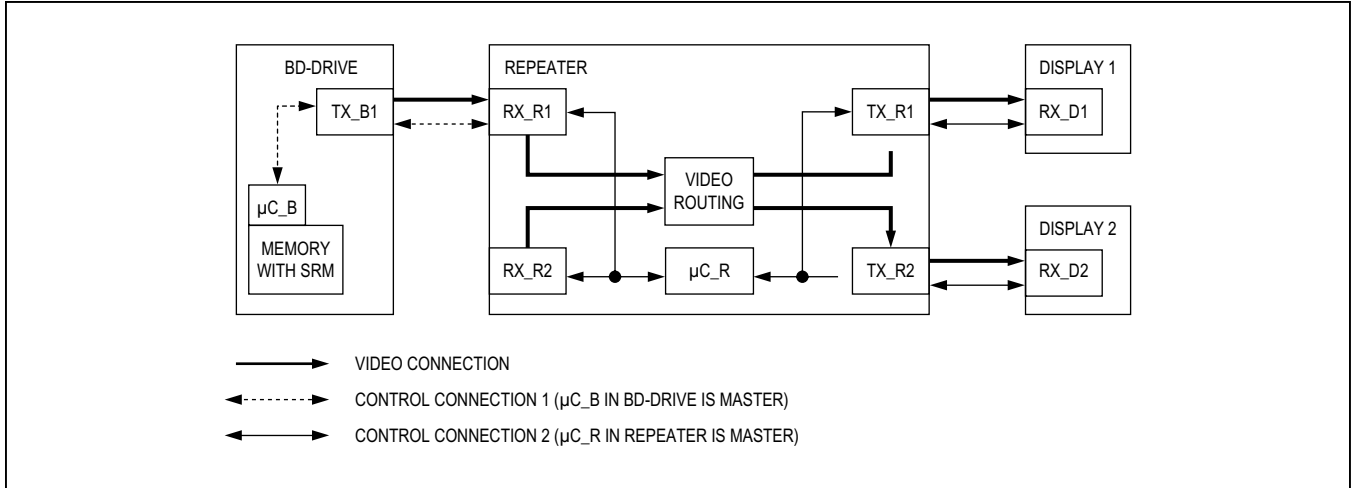 BD-DRIVE
TX_B1
µC_B
MEMORY
WITH SRM
REPEATER
RX_R1
RX_R2
VIDEO
ROUTING
µC_R
TX_R1
TX_R2
DISPLAY 1
RX_D1
DISPLAY 2
RX_D2
VIDEO CONNECTION
CONTROL CONNECTION 1 (µC_B IN BD-DRIVE IS MASTER)
CONTROL CONNECTION 2 (µC_R IN REPEATER IS MASTER)